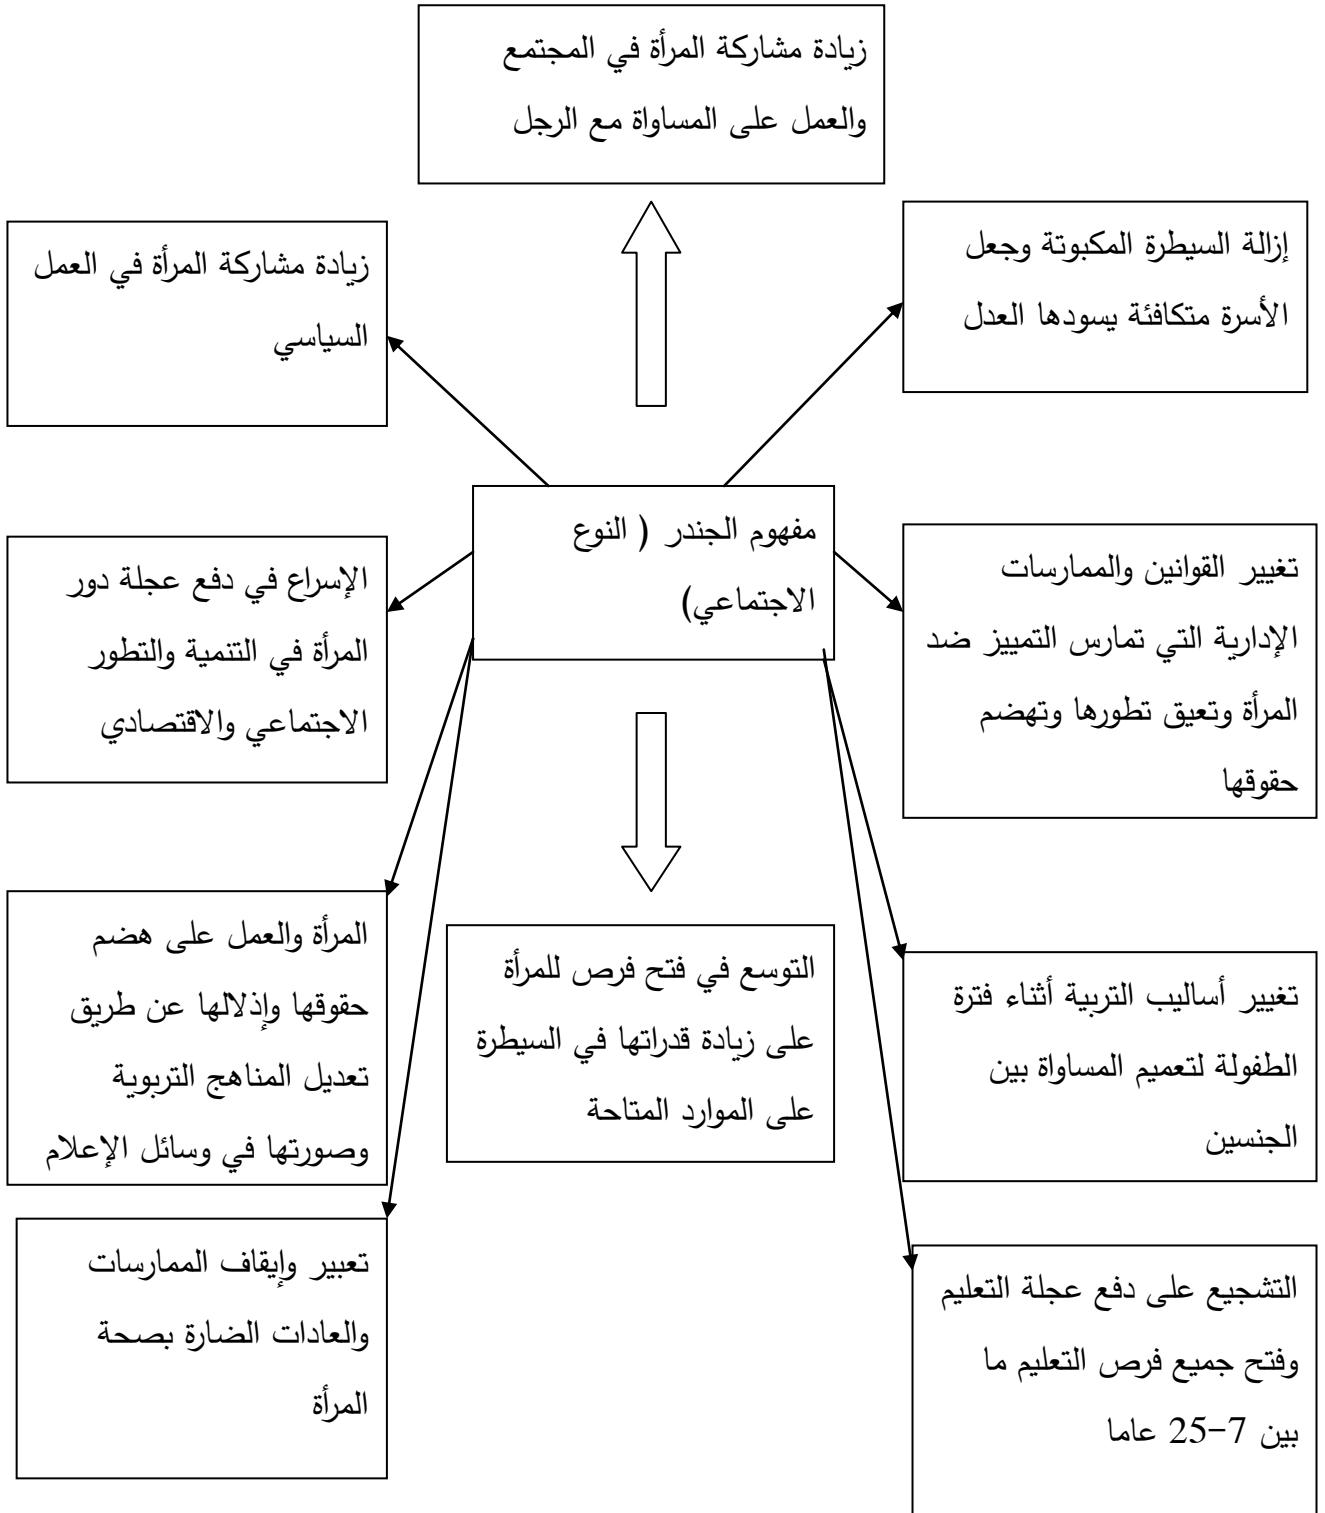 زيادة مشاركة المرأة في المجتمع
والعمل على المساواة مع الرجل
إزالة السيطرة المكبوتة وجعل
الأسرة متكافئة يسودها العدل
زيادة مشاركة المرأة في العمل
السياسي
مفهوم الجندر ( النوع
الاجتماعي)
تغيير القوانين والممارسات
الإدارية التي تمارس التمييز ضد
المرأة وتعيق تطورها وتهضم
حقوقها
الإسراع في دفع عجلة دور
المرأة في التنمية والتطور
الاجتماعي والاقتصادي
تغيير أساليب التربية أثناء فترة
الطفولة لتعميم المساواة بين
الجنسين
التوسع في فتح فرص للمرأة
على زيادة قدراتها في السيطرة
على الموارد المتاحة
المرأة والعمل على هضم
حقوقها وإذلالها عن طريق
تعديل المناهج التربوية
وصورتها في وسائل الإعلام
التشجيع على دفع عجلة التعليم
وفتح جميع فرص التعليم ما
بين 7-25 عاما
تعبير وإيقاف الممارسات
والعادات الضارة بصحة
المرأة